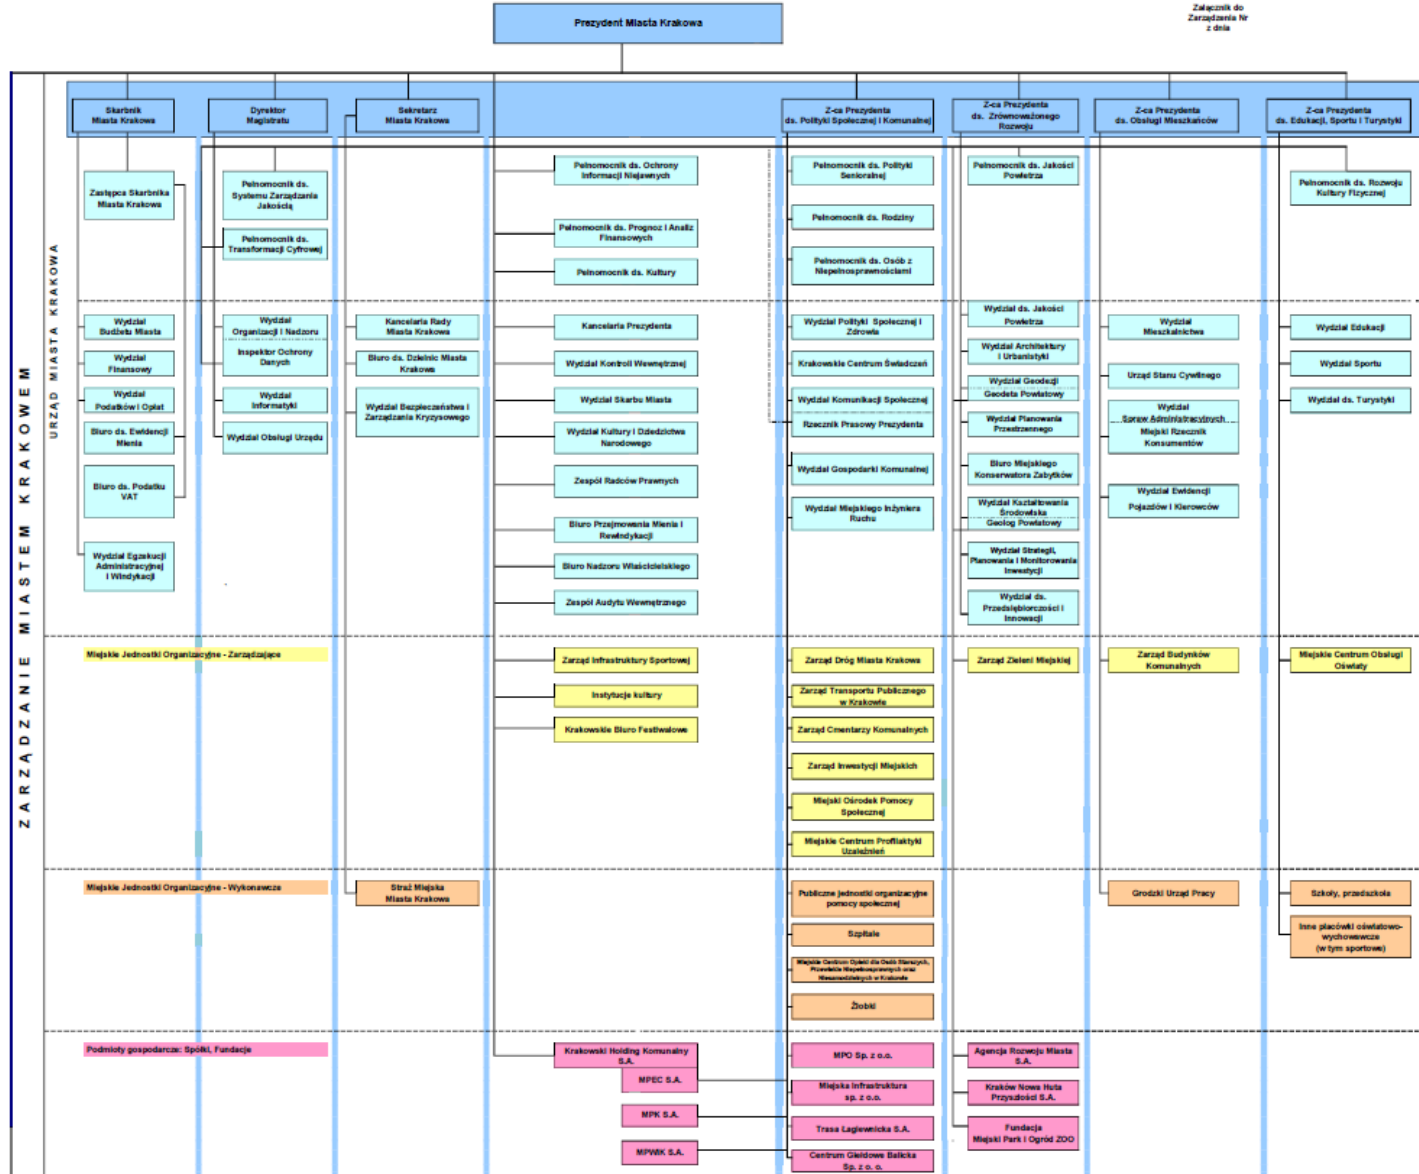 Prezydent Miasta Krakowa
Załącznik do
Zarządzenia Nr
z dnia
ZARZĄDZANIE MIASTEM KRAKOWEM
URZĄD MIASTA KRAKOWA
Skarbnik
Miasta Krakowa
Dyrektor
Magistratu
Sekretarz
Miasta Krakowa
Z-ca Prezydenta
ds. Polityki Społecznej i Komunalnej
Z-ca Prezydenta
ds. Zrównoważonego
Rozwoju
Z-ca Prezydenta
ds. Obsługi Mieszkańców
Z-ca Prezydenta
ds. Edukacji, Sportu i Turystyki
Zastępca Skarbnika
Miasta Krakowa
Pełnomocnik ds.
Systemu Zarządzania
Jakością
Pełnomocnik ds.
Transformacji Cyfrowej
Pełnomocnik ds. Ochrony
Informacji Niejawnych
Pełnomocnik ds. Prognoz i Analiz
Finansowych
Pełnomocnik ds. Kultury
Pełnomocnik ds. Polityki
Senioralnej
Pełnomocnik ds. Rodziny
Pełnomocnik ds. Osób z
Niepełnosprawnościami
Pełnomocnik ds. Jakości
Powietrza
Pełnomocnik ds. Rozwoju
Kultury Fizycznej
Wydział
Budżetu Miasta
Wydział
Finansowy
Wydział
Podatków i Opłat
Biuro ds. Ewidencji
Mienia
Biuro ds. Podatku
VAT
Wydział Egzekucji
Administracyjnej
i Windykacji
Wydział
Organizacji i Nadzoru
Inspektor Ochrony
Danych
Wydział
Informatyki
Wydział Obsługi Urzędu
Kancelaria Rady
Miasta Krakowa
Biuro ds. Dzielnic Miasta
Krakowa
Wydział Bezpieczeństwa i
Zarządzania Kryzysowego
Kancelaria Prezydenta
Wydział Kontroli Wewnętrznej
Wydział Skarbu Miasta
Wydział Kultury i Dziedzictwa
Narodowego
Zespół Radców Prawnych
Biuro Przejmowania Mienia i
Rewindykacji
Biuro Nadzoru Właścicielskiego
Zespół Audytu Wewnętrznego
Wydział Polityki Społecznej i
Zdrowia
Krakowskie Centrum Świadczeń
Wydział Komunikacji Społecznej
Rzecznik Prasowy Prezydenta
Wydział Gospodarki Komunalnej
Wydział Miejskiego Inżyniera
Ruchu
Wydział ds. Jakości
Powietrza
Wydział Architektury
i Urbanistyki
Wydział Geodezji
Geodeta Powiatowy
Wydział Planowania
Przestrzennego
Biuro Miejskiego
Konserwatora Zabytków
Wydział Kształtowania
Środowiska
Geolog Powiatowy
Wydział Strategii,
Planowania i Monitorowania
Inwestycji
Wydział ds.
Przedsiębiorczości i
Innowacji
Wydział
Mieszkalnictwa
Urząd Stanu Cywilnego
Wydział
Spraw Administracyjnych
Miejski Rzecznik
Konsumentów
Wydział Ewidencji
Pojazdów i Kierowców
Wydział Edukacji
Wydział Sportu
Wydział ds. Turystyki
Miejskie Jednostki Organizacyjne - Zarządzające
Zarząd Infrastruktury Sportowej
Instytucje kultury
Krakowskie Biuro Festiwalowe
Zarząd Dróg Miasta Krakowa
Zarząd Transportu Publicznego
w Krakowie
Zarząd Cmentarzy Komunalnych
Zarząd Inwestycji Miejskich
Miejski Ośrodek Pomocy
Społecznej
Miejskie Centrum Profilaktyki
Uzależnień
Zarząd Zieleni Miejskiej
Zarząd Budynków
Komunalnych
Miejskie Centrum Obsługi
Oświaty
Miejskie Jednostki Organizacyjne - Wykonawcze
Straż Miejska
Miasta Krakowa
Publiczne jednostki organizacyjne
pomocy społecznej
Szpitale
Miejskie Centrum Opieki dla Osób Starszych,
Przewlekle Niepełnosprawnych oraz
Niesamodzielnych w Krakowie
Żłobki
Grodzki Urząd Pracy
Szkoły, przedszkola
Inne placówki oświatowo-
wychowawcze
(w tym sportowe)
Podmioty gospodarcze: Spółki, Fundacje
Krakowski Holding Komunalny
S.A.
MPEC S.A.
MPK S.A.
MPWIK S.A.
MPO Sp. z o.o.
Miejska Infrastruktura
sp. z o.o.
Trasa Łagiewnicka S.A.
Centrum Giełdowe Balicka
Sp. z o. o.
Agencja Rozwoju Miasta
S.A.
Kraków Nowa Huta
Przyszłości S.A.
Fundacja
Miejski Park i Ogród ZOO